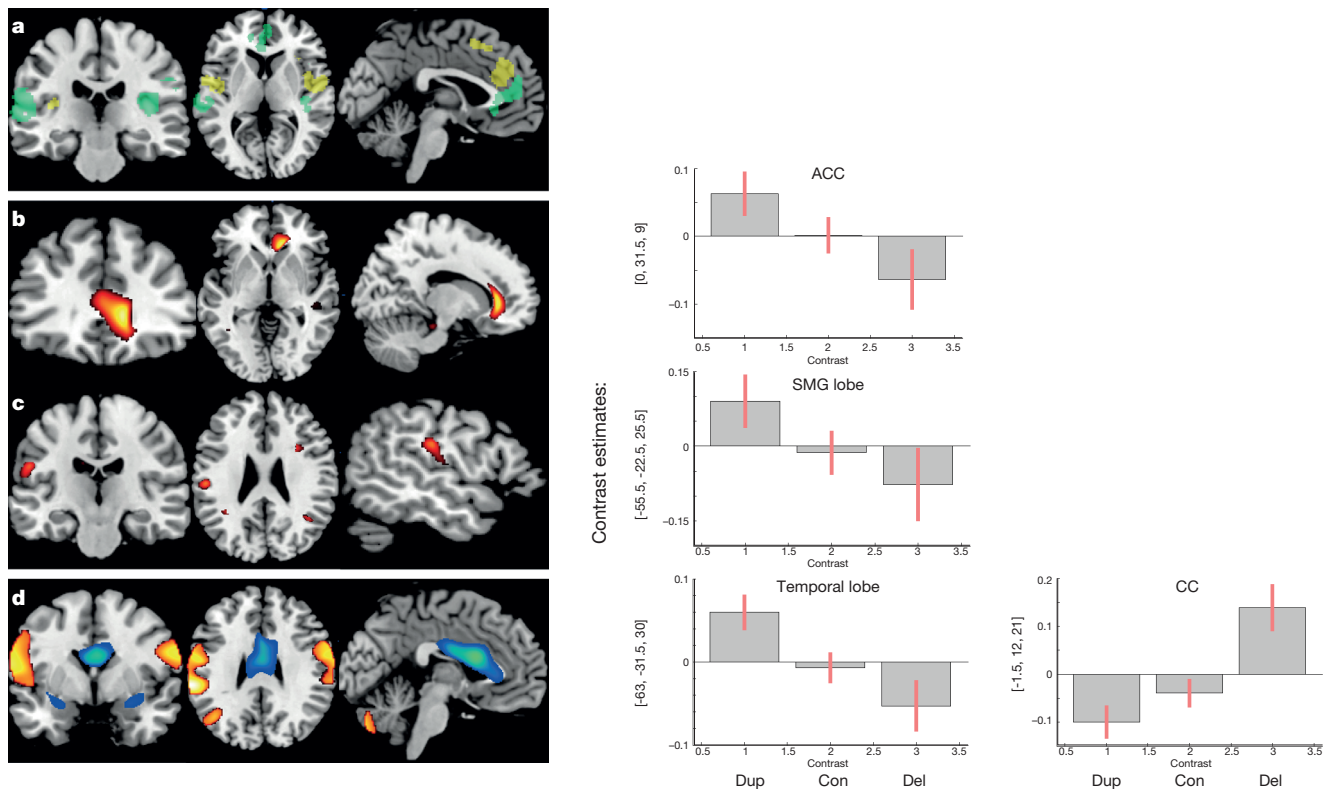 a
b
c
d
Contrast estimates:
ACC
[0, 31.5, 9]
0.1
0
−0.1
0.5 1 1.5 2 2.5 3 3.5
Contrast
SMG lobe
[-55.5, -22.5, 25.5]
0.15
0
−0.15
0.5 1 1.5 2 2.5 3 3.5
Contrast
Temporal lobe
[-63, -31.5, 30]
0.1
0
−0.1
0.5 1 1.5 2 2.5 3 3.5
Contrast
Dup Con Del
CC
[-1.5, 12, 21]
0.2
0.1
0
−0.1
0.5 1 1.5 2 2.5 3 3.5
Contrast
Dup Con Del